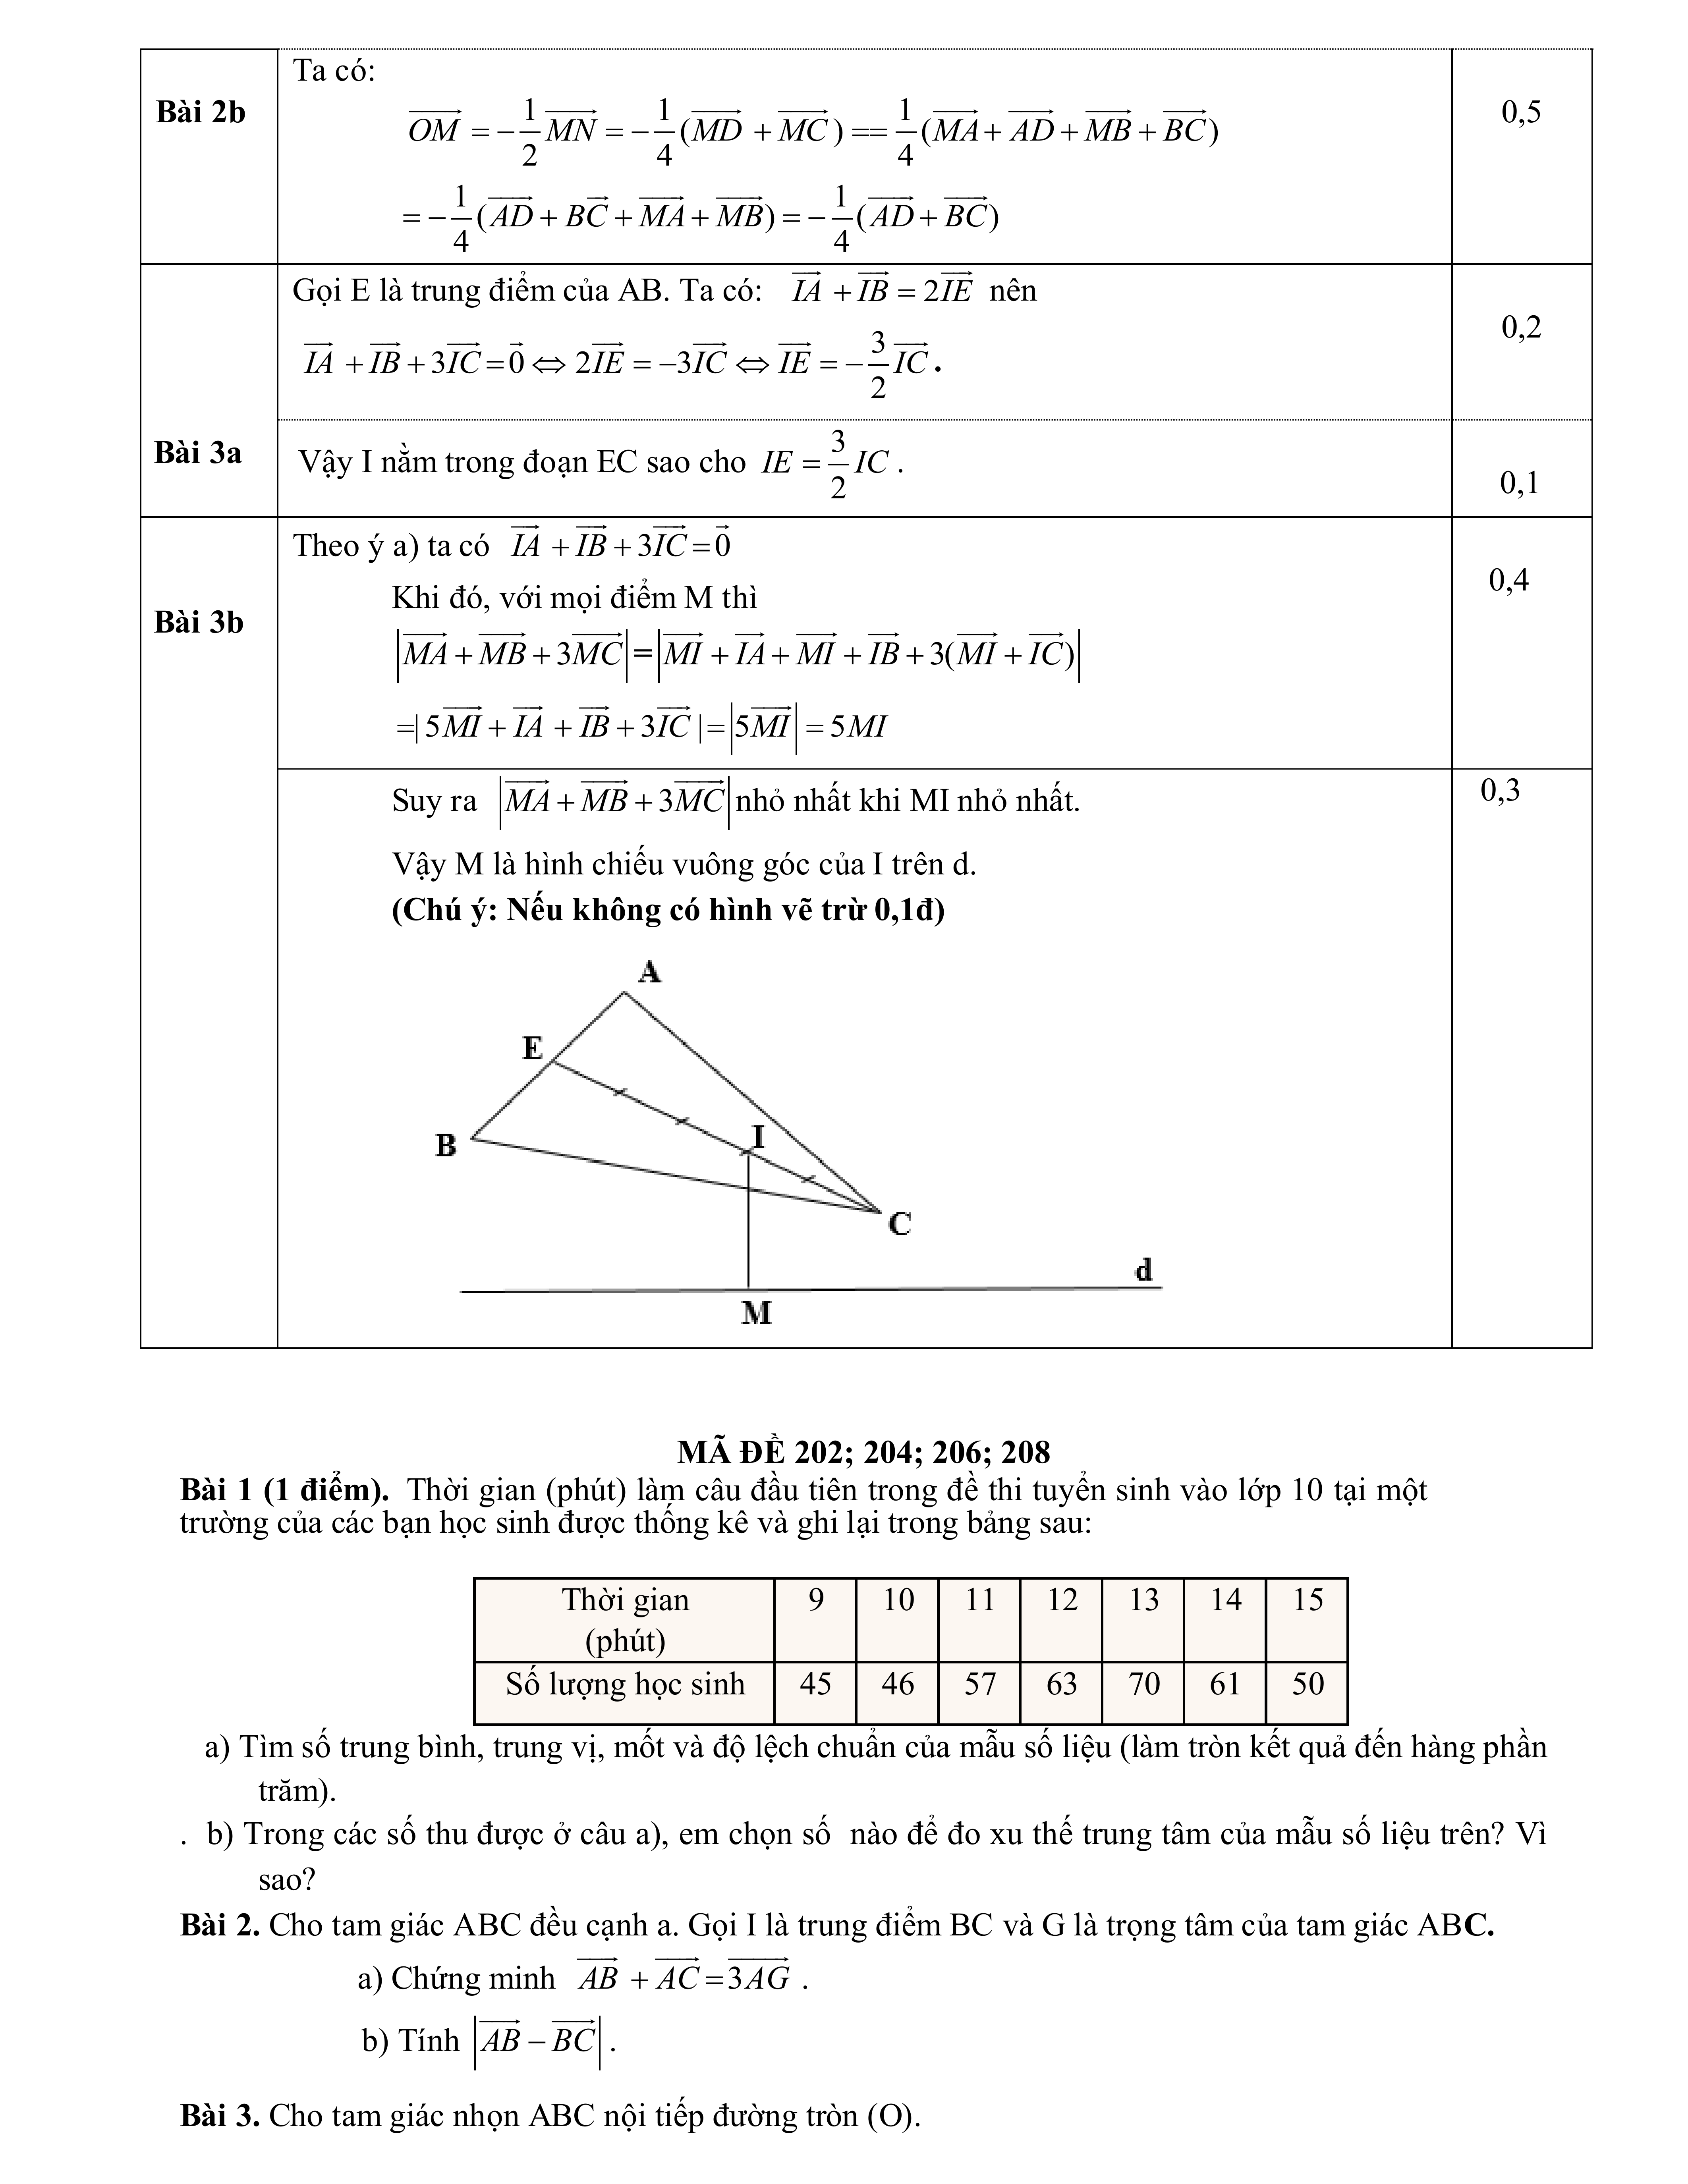 Ta có:
Bài 2b
0,5
$\overrightarrow{OM} = -\frac{1}{2}\overrightarrow{MN} = -\frac{1}{4}(\overrightarrow{MD} + \overrightarrow{MC}) == \frac{1}{4}(\overrightarrow{MA} + \overrightarrow{AD} + \overrightarrow{MB} + \overrightarrow{BC})$
$= -\frac{1}{4}(\overrightarrow{AD} + B\overrightarrow{C} + \overrightarrow{MA} + \overrightarrow{MB}) = -\frac{1}{4}(\overrightarrow{AD} + \overrightarrow{BC})$
Bài 3a
Gọi E là trung điểm của AB. Ta có: $\overrightarrow{IA} + \overrightarrow{IB} = 2\overrightarrow{IE}$ nên
$\overrightarrow{IA} + \overrightarrow{IB} + 3\overrightarrow{IC} = \vec{0} \Leftrightarrow 2\overrightarrow{IE} = -3\overrightarrow{IC} \Leftrightarrow \overrightarrow{IE} = -\frac{3}{2}\overrightarrow{IC}$.
0,2
Vậy I nằm trong đoạn EC sao cho $IE = \frac{3}{2}IC$ .
0,1
Bài 3b
Theo ý a) ta có $\overrightarrow{IA} + \overrightarrow{IB} + 3\overrightarrow{IC} = \vec{0}$
0,4
Khi đó, với mọi điểm M thì
$|\overrightarrow{MA} + \overrightarrow{MB} + 3\overrightarrow{MC}| = |\overrightarrow{MI} + \overrightarrow{IA} + \overrightarrow{MI} + \overrightarrow{IB} + 3(\overrightarrow{MI} + \overrightarrow{IC})|$
$= |5\overrightarrow{MI} + \overrightarrow{IA} + \overrightarrow{IB} + 3\overrightarrow{IC}| = |5\overrightarrow{MI}| = 5MI$
Suy ra $|\overrightarrow{MA} + \overrightarrow{MB} + 3\overrightarrow{MC}|$ nhỏ nhất khi MI nhỏ nhất.
0,3
Vậy M là hình chiếu vuông góc của I trên d.
(Chú ý: Nếu không có hình vẽ trừ 0,1đ)
A
E
B
I
C
d
M
MÃ ĐỀ 202; 204; 206; 208
Bài 1 (1 điểm). Thời gian (phút) làm câu đầu tiên trong đề thi tuyển sinh vào lớp 10 tại một
trường của các bạn học sinh được thống kê và ghi lại trong bảng sau:
Thời gian 9 10 11 12 13 14 15
(phút)
Số lượng học sinh 45 46 57 63 70 61 50
a) Tìm số trung bình, trung vị, mốt và độ lệch chuẩn của mẫu số liệu (làm tròn kết quả đến hàng phần
trăm).
. b) Trong các số thu được ở câu a), em chọn số nào để đo xu thế trung tâm của mẫu số liệu trên? Vì
sao?
Bài 2. Cho tam giác ABC đều cạnh a. Gọi I là trung điểm BC và G là trọng tâm của tam giác ABC.
a) Chứng minh $\overrightarrow{AB} + \overrightarrow{AC} = \overrightarrow{3AG}$ .
b) Tính $|\overrightarrow{AB} - \overrightarrow{BC}|$ .
Bài 3. Cho tam giác nhọn ABC nội tiếp đường tròn (O).